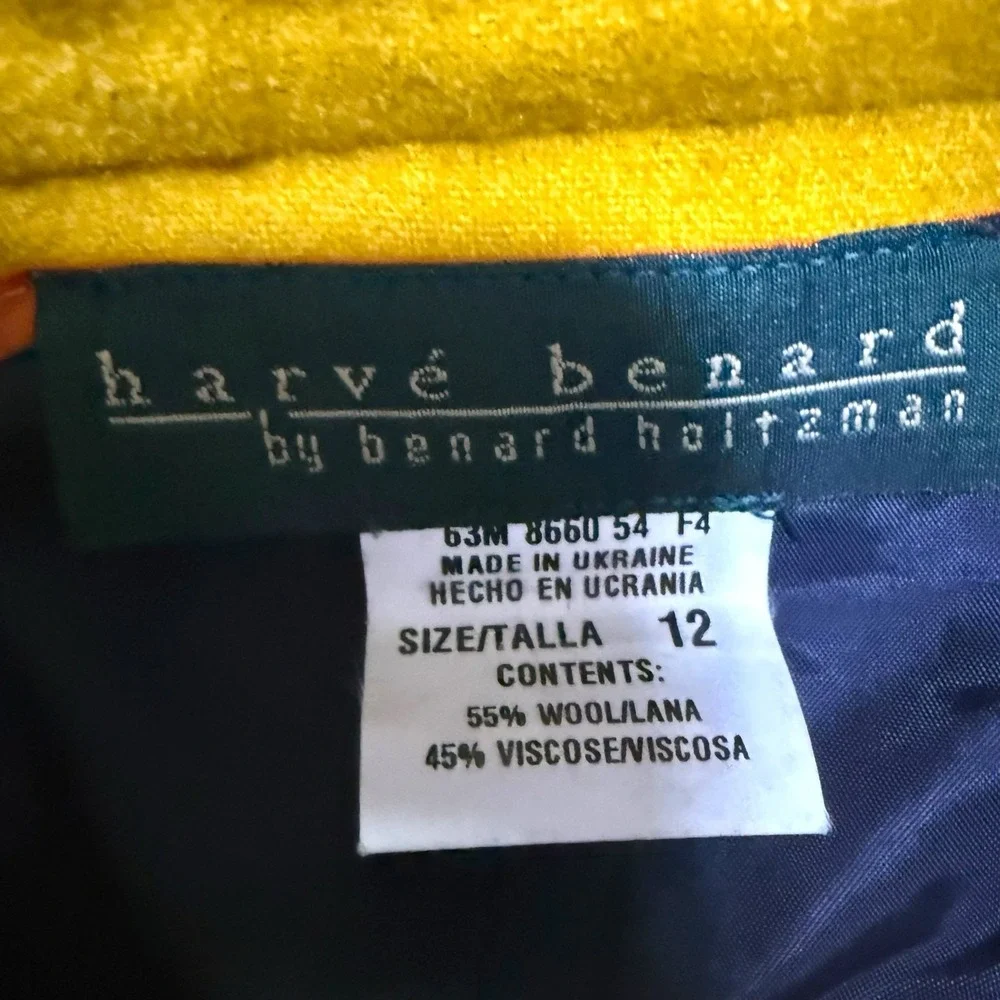 harvé benard
by benard holtzman
63M 8660 54 F4
MADE IN UKRAINE
HECHO EN UCRANIA
SIZE/TALLA 12
CONTENTS:
55% WOOL/LANA
45% VISCOSE/VISCOSA